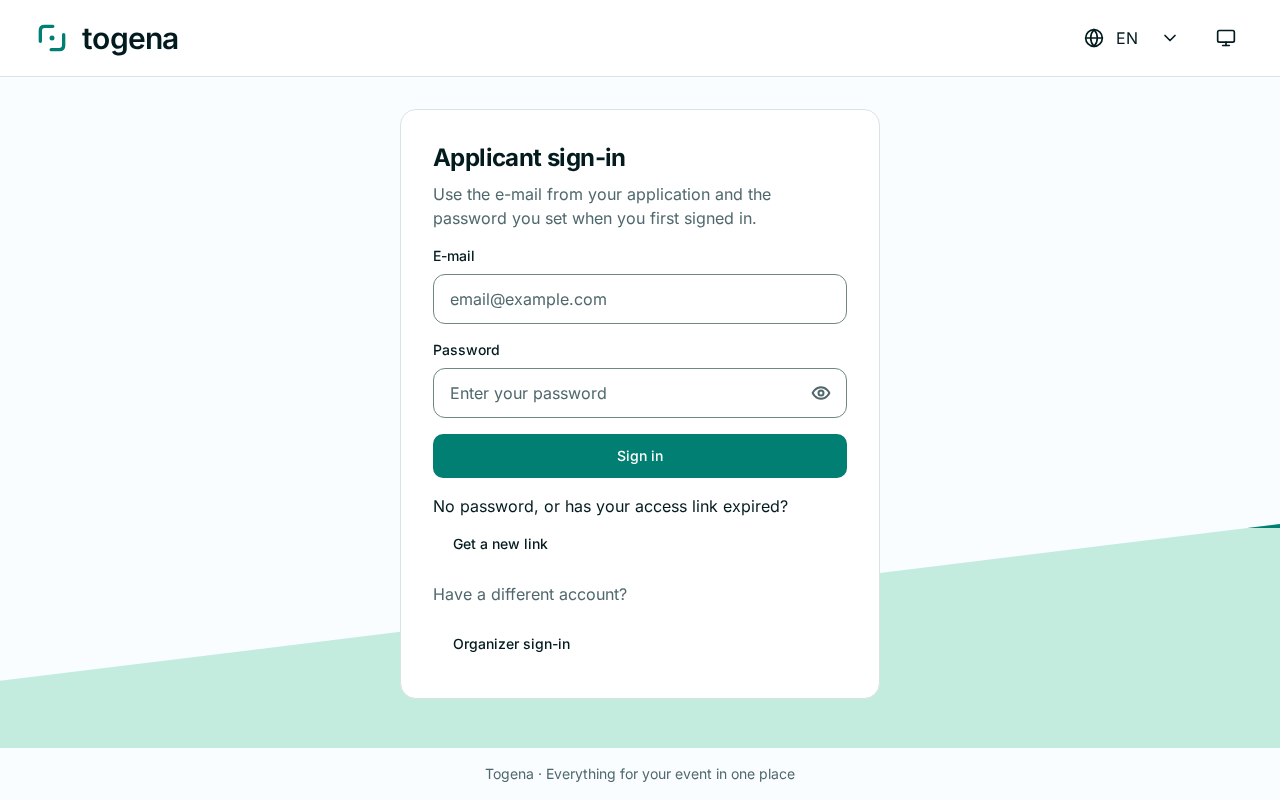 togena
EN
Applicant sign-in
Use the e-mail from your application and the
password you set when you first signed in.
E-mail
email@example.com
Password
Enter your password
Sign in
No password, or has your access link expired?
Get a new link
Have a different account?
Organizer sign-in
Togena · Everything for your event in one place